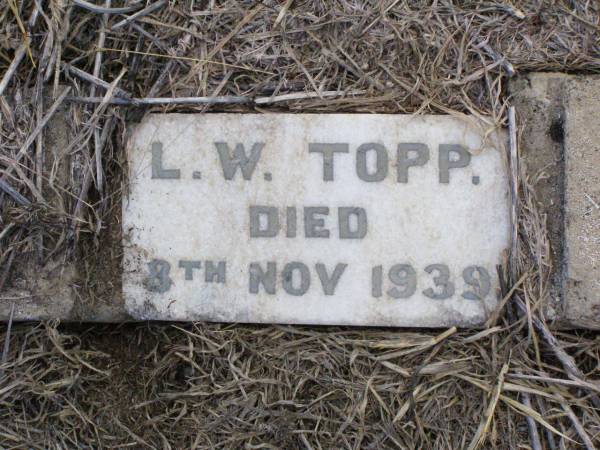 L. W. TOPP.
DIED
8TH NOV 1939